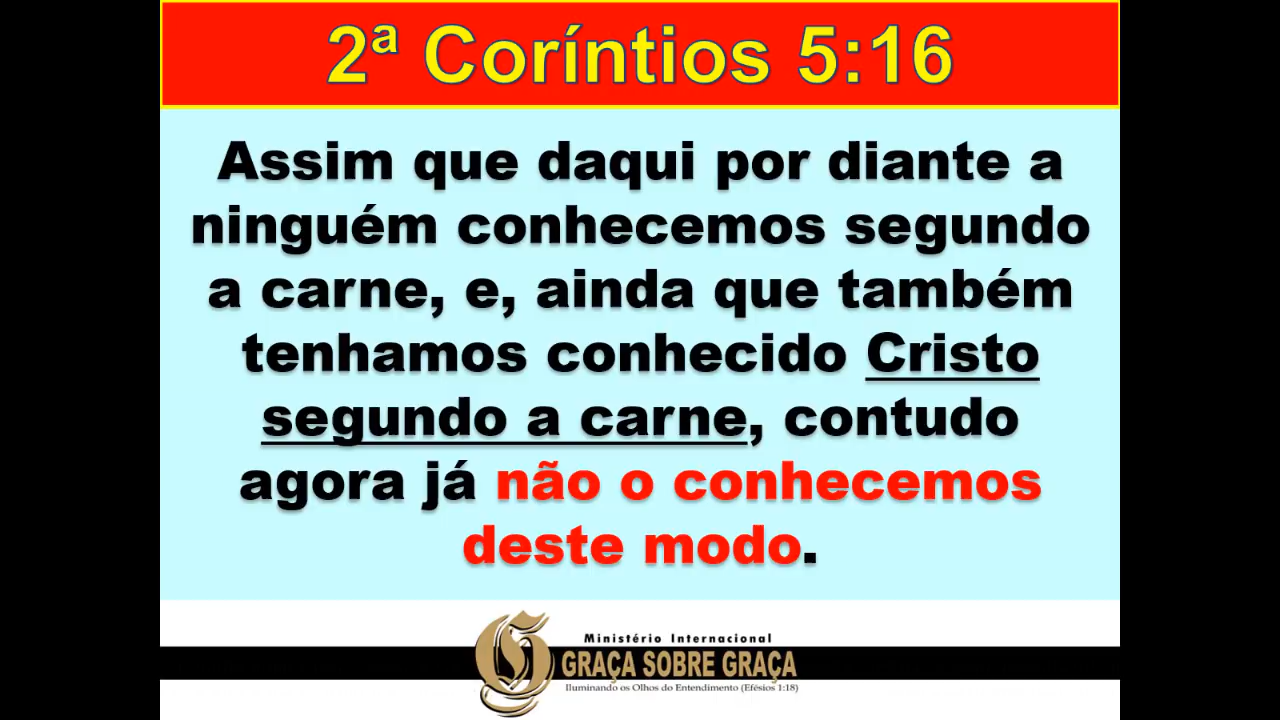 2ª Coríntios 5:16
Assim que daqui por diante a
ninguém conhecemos segundo
a carne, e, ainda que também
tenhamos conhecido Cristo
segundo a carne, contudo
agora já não o conhecemos
deste modo.
Ministério Internacional
GRAÇA SOBRE GRAÇA
Iluminando os Olhos do Entendimento (Efésios 1:18)